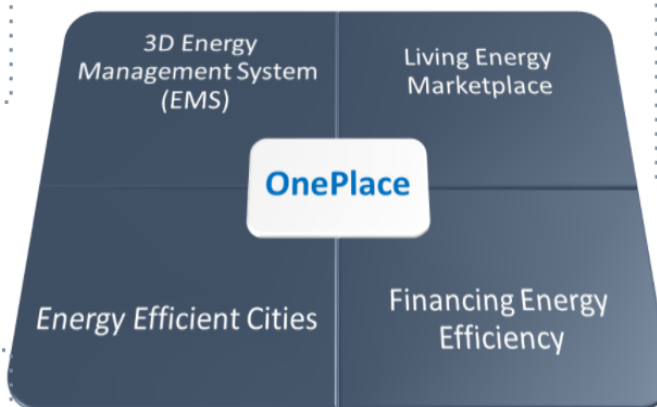 3D Energy
Management System
(EMS)
Living Energy
Marketplace
OnePlace
Energy Efficient Cities
Financing Energy
Efficiency